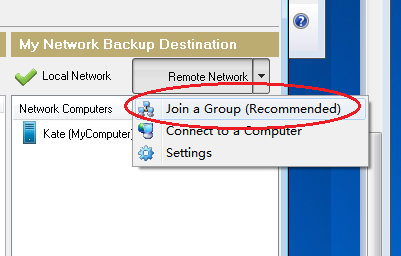 My Network Backup Destination
Local Network
Remote Network
Network Computers
Join a Group (Recommended)
Kate (MyComputer)
Connect to a Computer
Settings